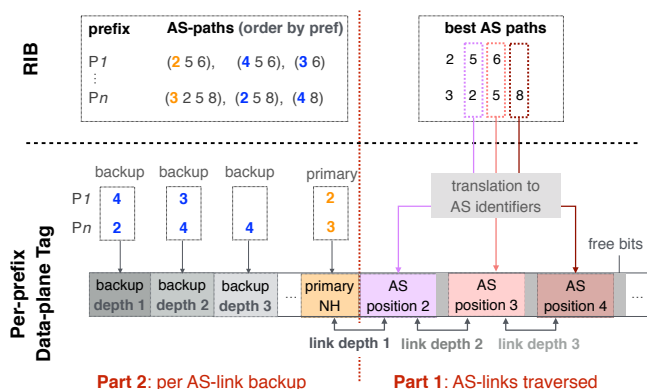 prefix AS-paths (order by pref)
P1 (2 5 6), (4 5 6), (3 6)
⋮
Pn (3 2 5 8), (2 5 8), (4 8)
best AS paths
2 5 6
3 2 5 8
RIB
backup backup backup primary
P1 4 3 2
Pn 2 4 4 3
translation to
AS identifiers
free bits
Per-prefix
Data-plane Tag
backup depth 1
backup depth 2
backup depth 3
...
primary NH
AS position 2
AS position 3
AS position 4
link depth 1 link depth 2 link depth 3
Part 2: per AS-link backup
Part 1: AS-links traversed